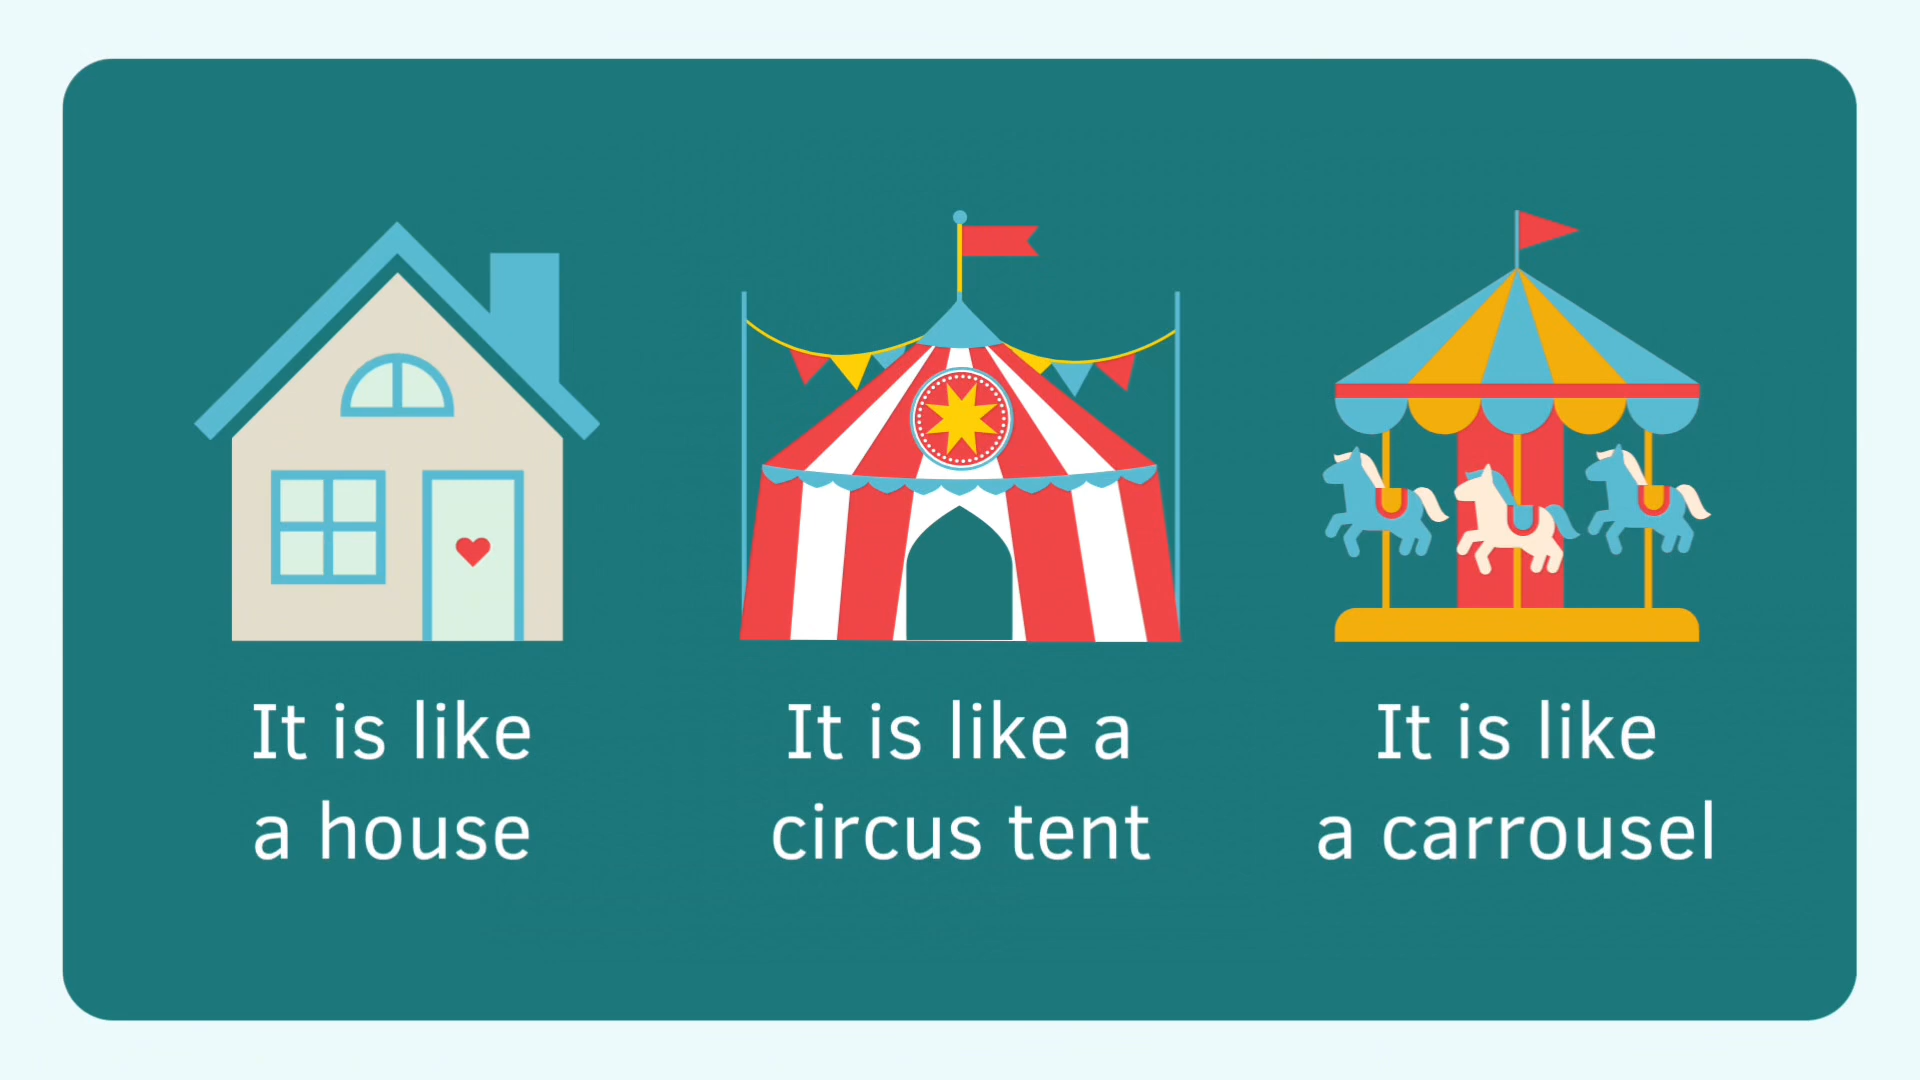 It is like
a house
It is like a
circus tent
It is like
a carrousel